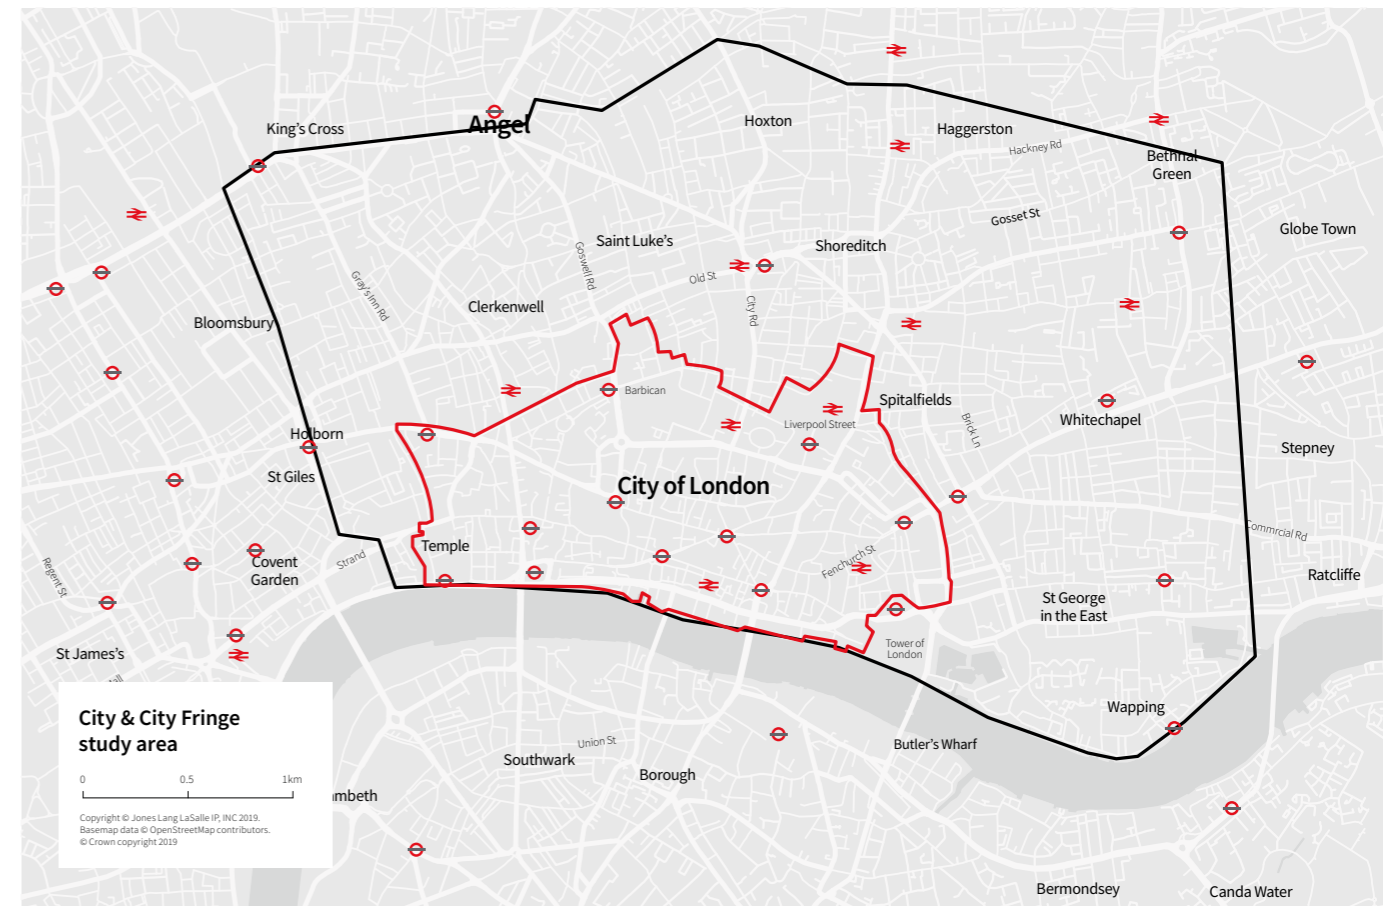 King's Cross
Angel
Hoxton
Haggerston
Hackney Rd
Bethnal
Green
Gosset St
Globe Town
Saint Luke's
Shoreditch
Goswell Rd
Old St
City Rd
Gray's Inn Rd
Clerkenwell
Bloomsbury
Barbican
Spitalfields
Liverpool Street
Brick Ln
Whitechapel
Holborn
St Giles
Stepney
City of London
Commrcial Rd
Temple
Strand
Covent
Garden
Fenchurch St
Regent St
Ratcliffe
St George
in the East
Tower of
London
St James's
Wapping
City & City Fringe
study area
0 0.5 1km
Copyright © Jones Lang LaSalle IP, INC 2019.
Basemap data © OpenStreetMap contributors.
© Crown copyright 2019
Union St
Butler's Wharf
Southwark
Borough
mbeth
Bermondsey
Canda Water